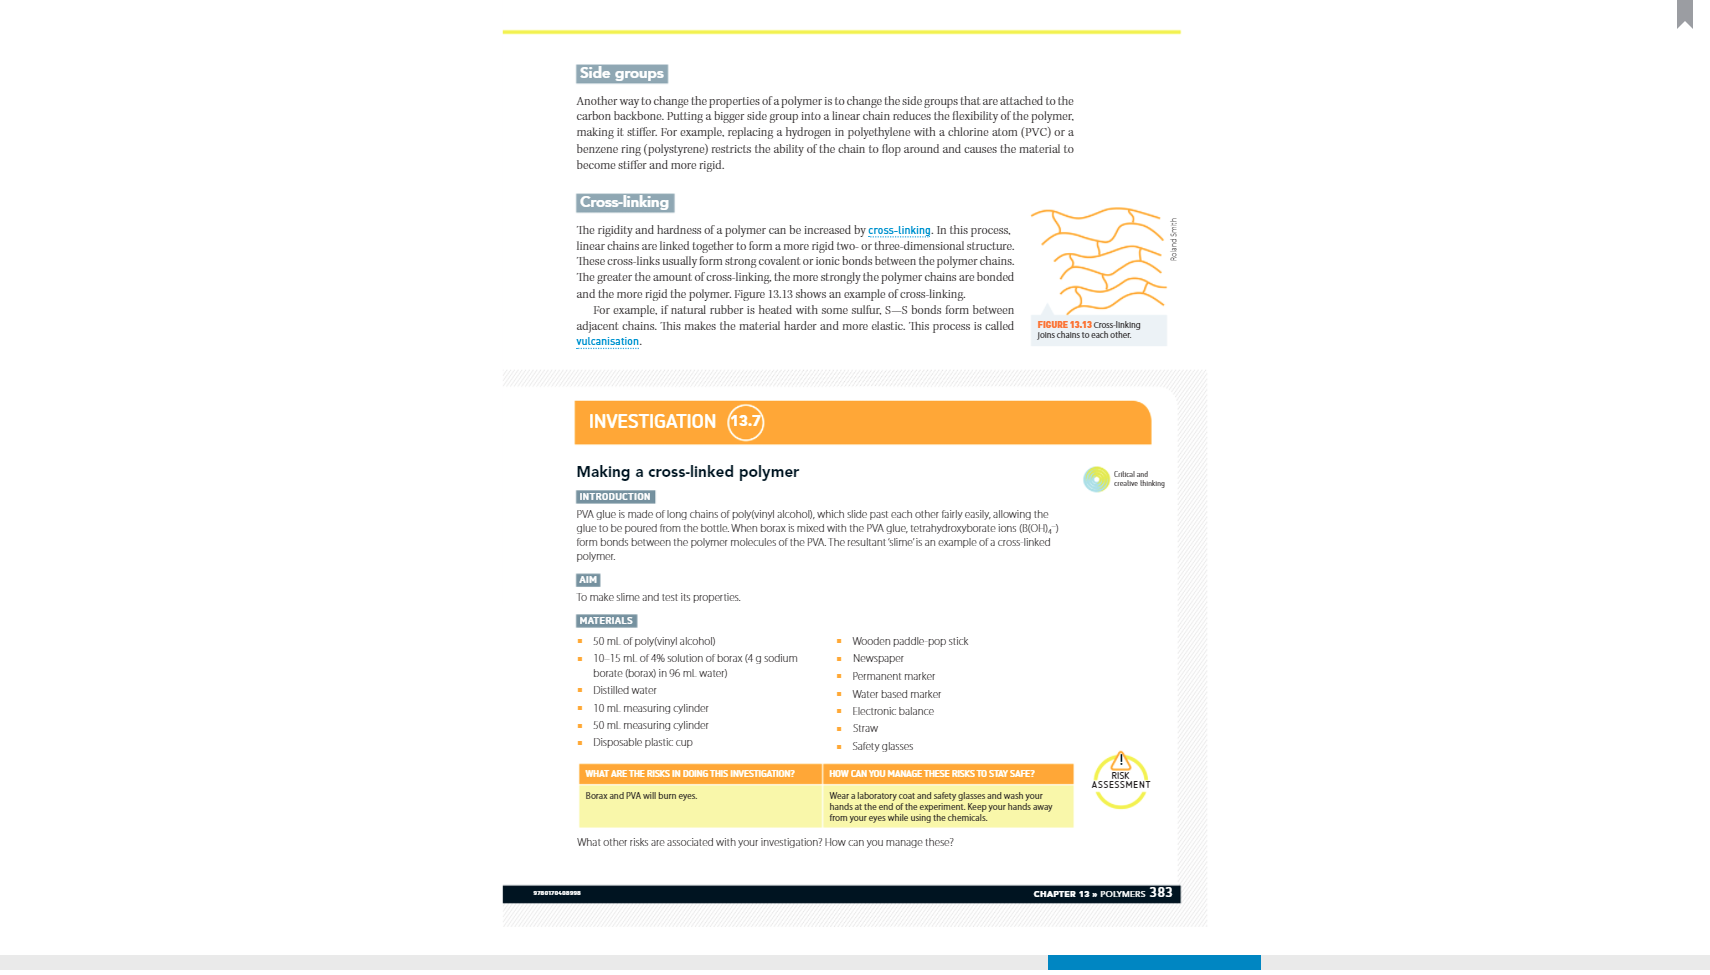 Side groups
Another way to change the properties of a polymer is to change the side groups that are attached to the
carbon backbone. Putting a bigger side group into a linear chain reduces the flexibility of the polymer,
making it stiffer. For example, replacing a hydrogen in polyethylene with a chlorine atom (PVC) or a
benzene ring (polystyrene) restricts the ability of the chain to flop around and causes the material to
become stiffer and more rigid.
Cross-linking
The rigidity and hardness of a polymer can be increased by cross-linking. In this process,
linear chains are linked together to form a more rigid two- or three-dimensional structure.
These cross-links usually form strong covalent or ionic bonds between the polymer chains.
The greater the amount of cross-linking, the more strongly the polymer chains are bonded
and the more rigid the polymer. Figure 13.13 shows an example of cross-linking.
For example, if natural rubber is heated with some sulfur, S—S bonds form between
adjacent chains. This makes the material harder and more elastic. This process is called
vulcanisation.
Roland Smith
FIGURE 13.13 Cross-linking
joins chains to each other.
INVESTIGATION 13.7
Making a cross-linked polymer
Critical and
creative thinking
INTRODUCTION
PVA glue is made of long chains of poly(vinyl alcohol), which slide past each other fairly easily, allowing the
glue to be poured from the bottle. When borax is mixed with the PVA glue, tetrahydroxyborate ions (B(OH)₄⁻)
form bonds between the polymer molecules of the PVA. The resultant 'slime' is an example of a cross-linked
polymer.
AIM
To make slime and test its properties.
MATERIALS
50 mL of poly(vinyl alcohol)
10–15 mL of 4% solution of borax (4 g sodium
borate (borax) in 96 mL water)
Distilled water
10 mL measuring cylinder
50 mL measuring cylinder
Disposable plastic cup
Wooden paddle-pop stick
Newspaper
Permanent marker
Water based marker
Electronic balance
Straw
Safety glasses
WHAT ARE THE RISKS IN DOING THIS INVESTIGATION?
HOW CAN YOU MANAGE THESE RISKS TO STAY SAFE?
Borax and PVA will burn eyes.
Wear a laboratory coat and safety glasses and wash your
hands at the end of the experiment. Keep your hands away
from your eyes while using the chemicals.
!
RISK
ASSESSMENT
What other risks are associated with your investigation? How can you manage these?
9780170408998
CHAPTER 13 » POLYMERS 383